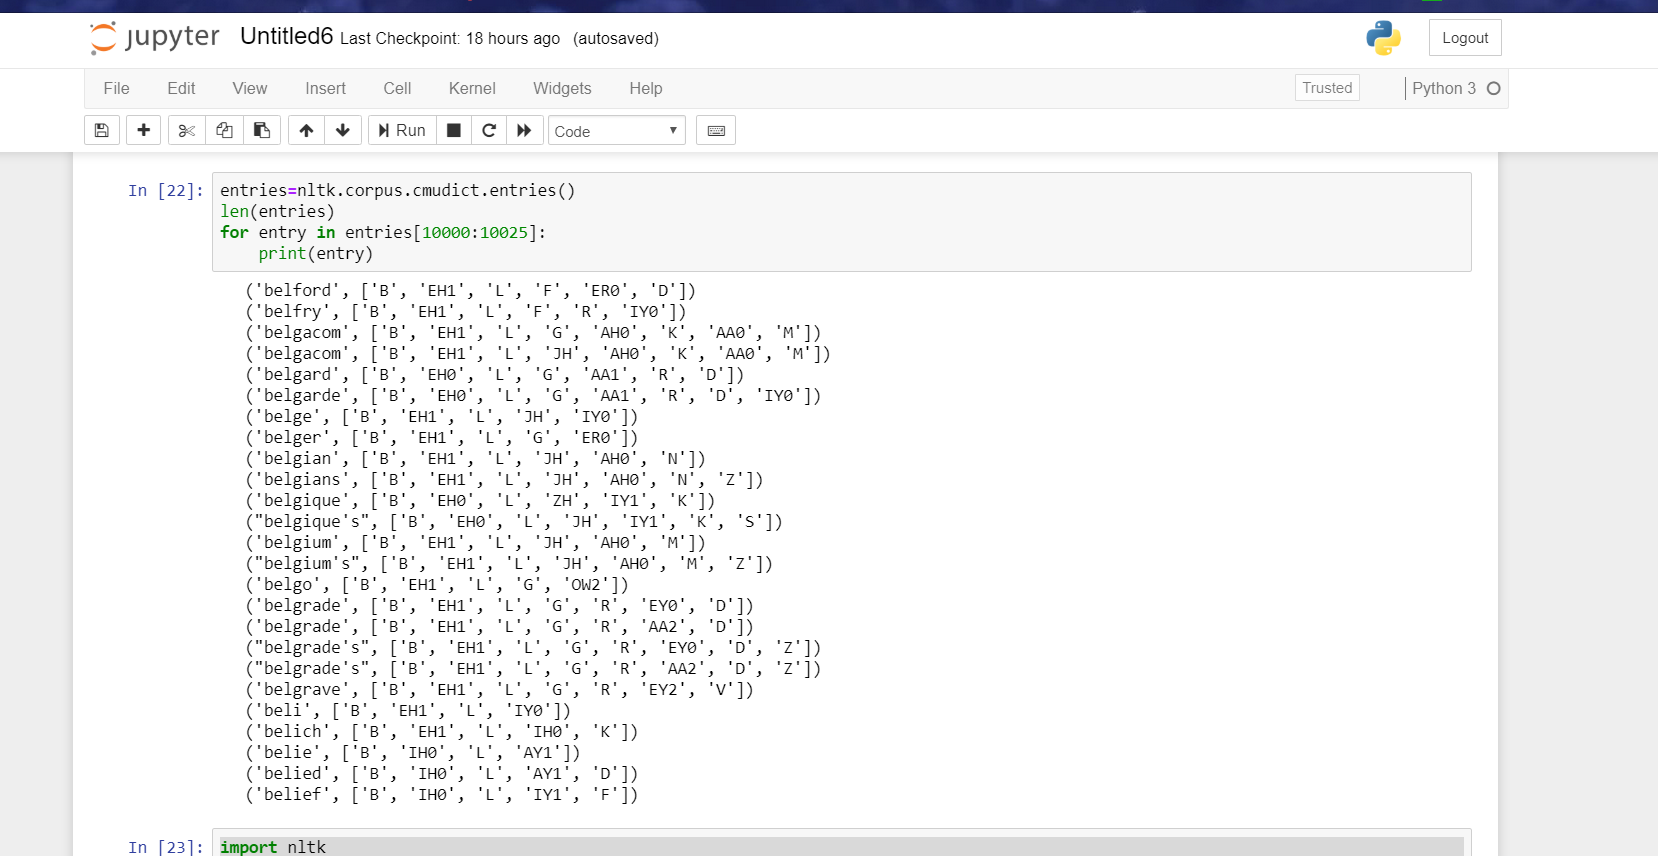 jupyter Untitled6 Last Checkpoint: 18 hours ago (autosaved) Logout
File Edit View Insert Cell Kernel Widgets Help Trusted Python 3
Run Code
In [22]: entries=nltk.corpus.cmudict.entries()
len(entries)
for entry in entries[10000:10025]:
    print(entry)
('belford', ['B', 'EH1', 'L', 'F', 'ER0', 'D'])
('belfry', ['B', 'EH1', 'L', 'F', 'R', 'IY0'])
('belgacom', ['B', 'EH1', 'L', 'G', 'AH0', 'K', 'AA0', 'M'])
('belgacom', ['B', 'EH1', 'L', 'JH', 'AH0', 'K', 'AA0', 'M'])
('belgard', ['B', 'EH0', 'L', 'G', 'AA1', 'R', 'D'])
('belgarde', ['B', 'EH0', 'L', 'G', 'AA1', 'R', 'D', 'IY0'])
('belge', ['B', 'EH1', 'L', 'JH', 'IY0'])
('belger', ['B', 'EH1', 'L', 'G', 'ER0'])
('belgian', ['B', 'EH1', 'L', 'JH', 'AH0', 'N'])
('belgians', ['B', 'EH1', 'L', 'JH', 'AH0', 'N', 'Z'])
('belgique', ['B', 'EH0', 'L', 'ZH', 'IY1', 'K'])
("belgique's", ['B', 'EH0', 'L', 'JH', 'IY1', 'K', 'S'])
('belgium', ['B', 'EH1', 'L', 'JH', 'AH0', 'M'])
("belgium's", ['B', 'EH1', 'L', 'JH', 'AH0', 'M', 'Z'])
('belgo', ['B', 'EH1', 'L', 'G', 'OW2'])
('belgrade', ['B', 'EH1', 'L', 'G', 'R', 'EY0', 'D'])
('belgrade', ['B', 'EH1', 'L', 'G', 'R', 'AA2', 'D'])
("belgrade's", ['B', 'EH1', 'L', 'G', 'R', 'EY0', 'D', 'Z'])
("belgrade's", ['B', 'EH1', 'L', 'G', 'R', 'AA2', 'D', 'Z'])
('belgrave', ['B', 'EH1', 'L', 'G', 'R', 'EY2', 'V'])
('beli', ['B', 'EH1', 'L', 'IY0'])
('belich', ['B', 'EH1', 'L', 'IH0', 'K'])
('belie', ['B', 'IH0', 'L', 'AY1'])
('belied', ['B', 'IH0', 'L', 'AY1', 'D'])
('belief', ['B', 'IH0', 'L', 'IY1', 'F'])
In [23]: import nltk